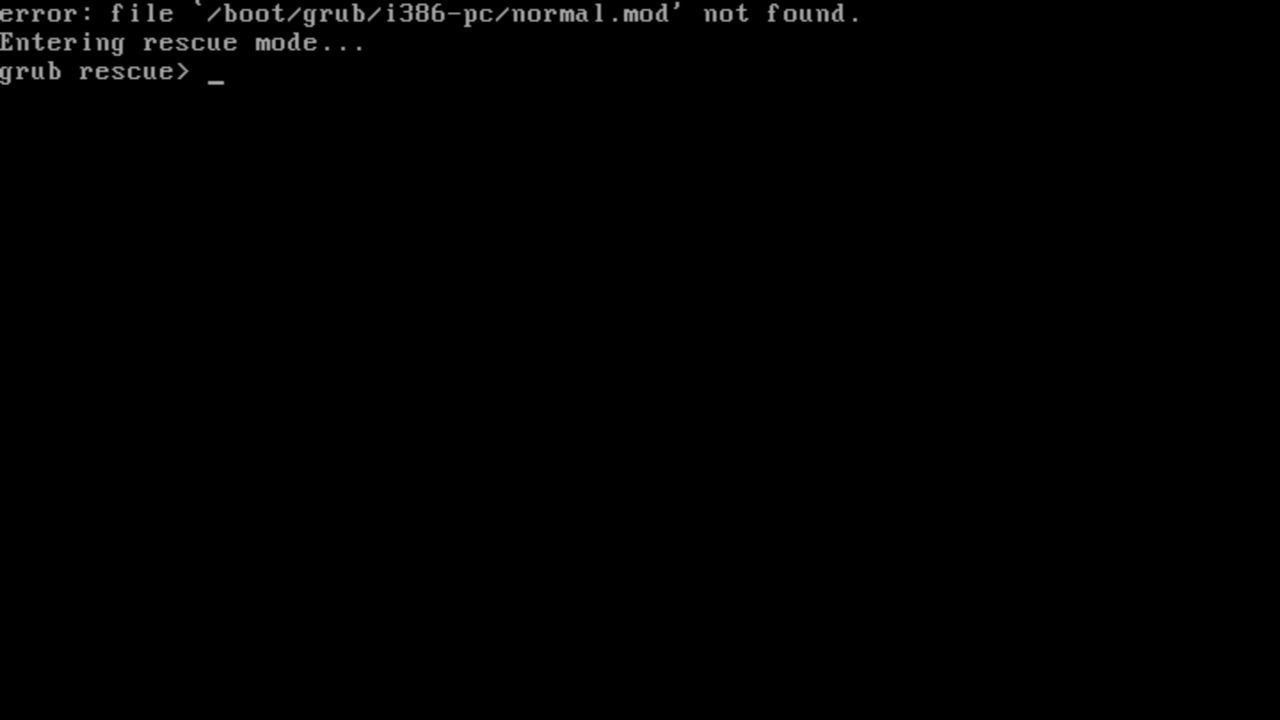 error: file `/boot/grub/i386-pc/normal.mod' not found.
Entering rescue mode...
grub rescue> _